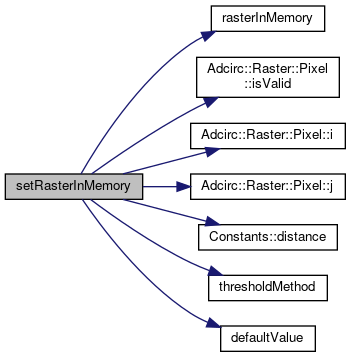 rasterInMemory
Adcirc::Raster::Pixel
::isValid
Adcirc::Raster::Pixel::i
setRasterInMemory
Adcirc::Raster::Pixel::j
Constants::distance
thresholdMethod
defaultValue